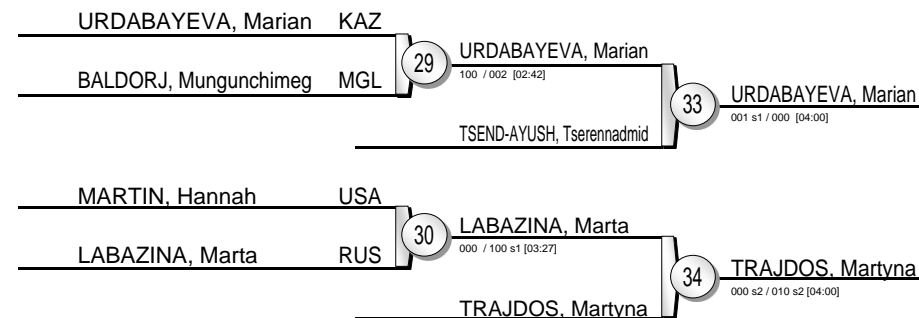 URDABAYEVA, Marian KAZ
29 URDABAYEVA, Marian
100 / 002 [02:42]
BALDORJ, Mungunchimeg MGL
33 URDABAYEVA, Marian
001 s1 / 000 [04:00]
TSEND-AYUSH, Tserennadmid
MARTIN, Hannah USA
30 LABAZINA, Marta
000 / 100 s1 [03:27]
LABAZINA, Marta RUS
34 TRAJDOS, Martyna
000 s2 / 010 s2 [04:00]
TRAJDOS, Martyna